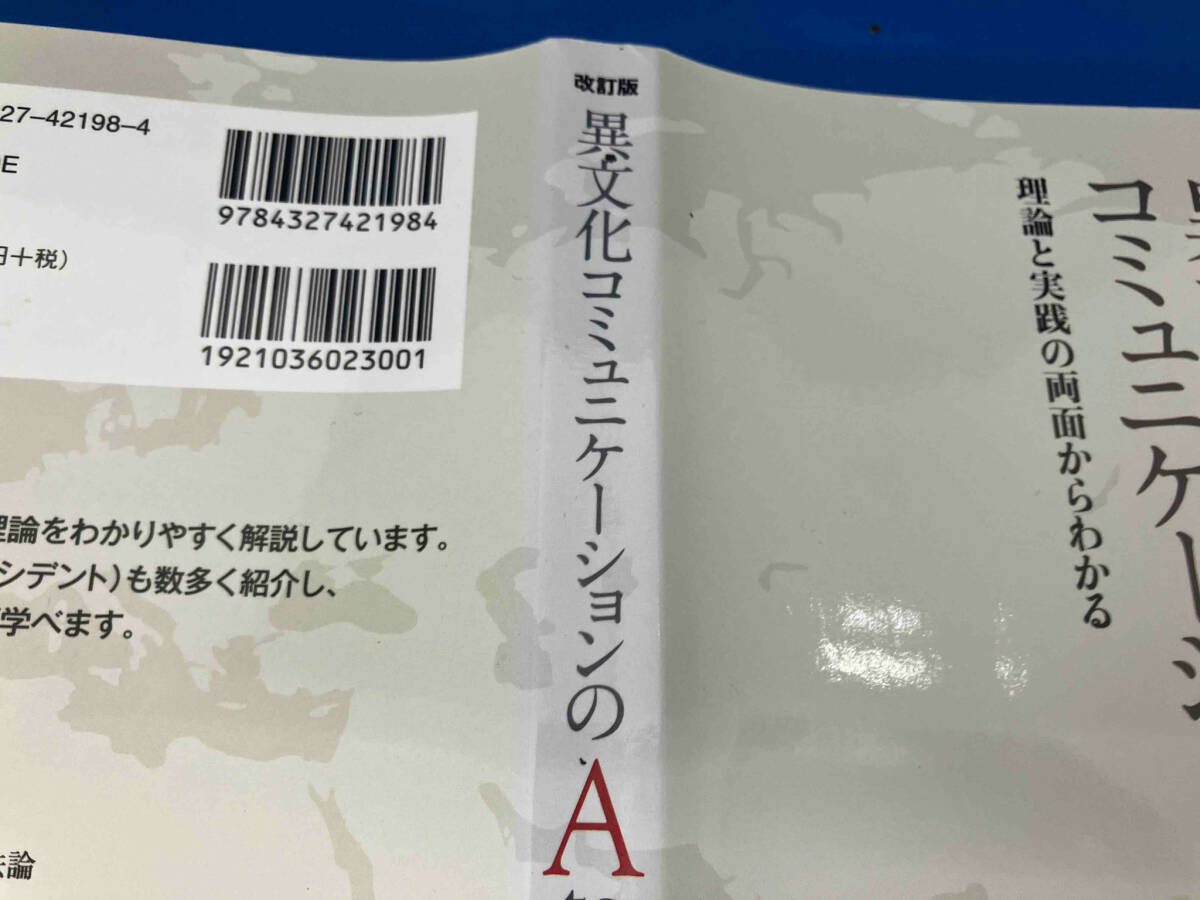 27-42198-4
E
円+税)
9784327421984
1921036023001
理論をわかりやすく解説しています。
シデント)も数多く紹介し、
学べます。
法論
改訂版
異文化コミュニケーションの
A
to
コミュニケーシ
理論と実践の両面からわかる